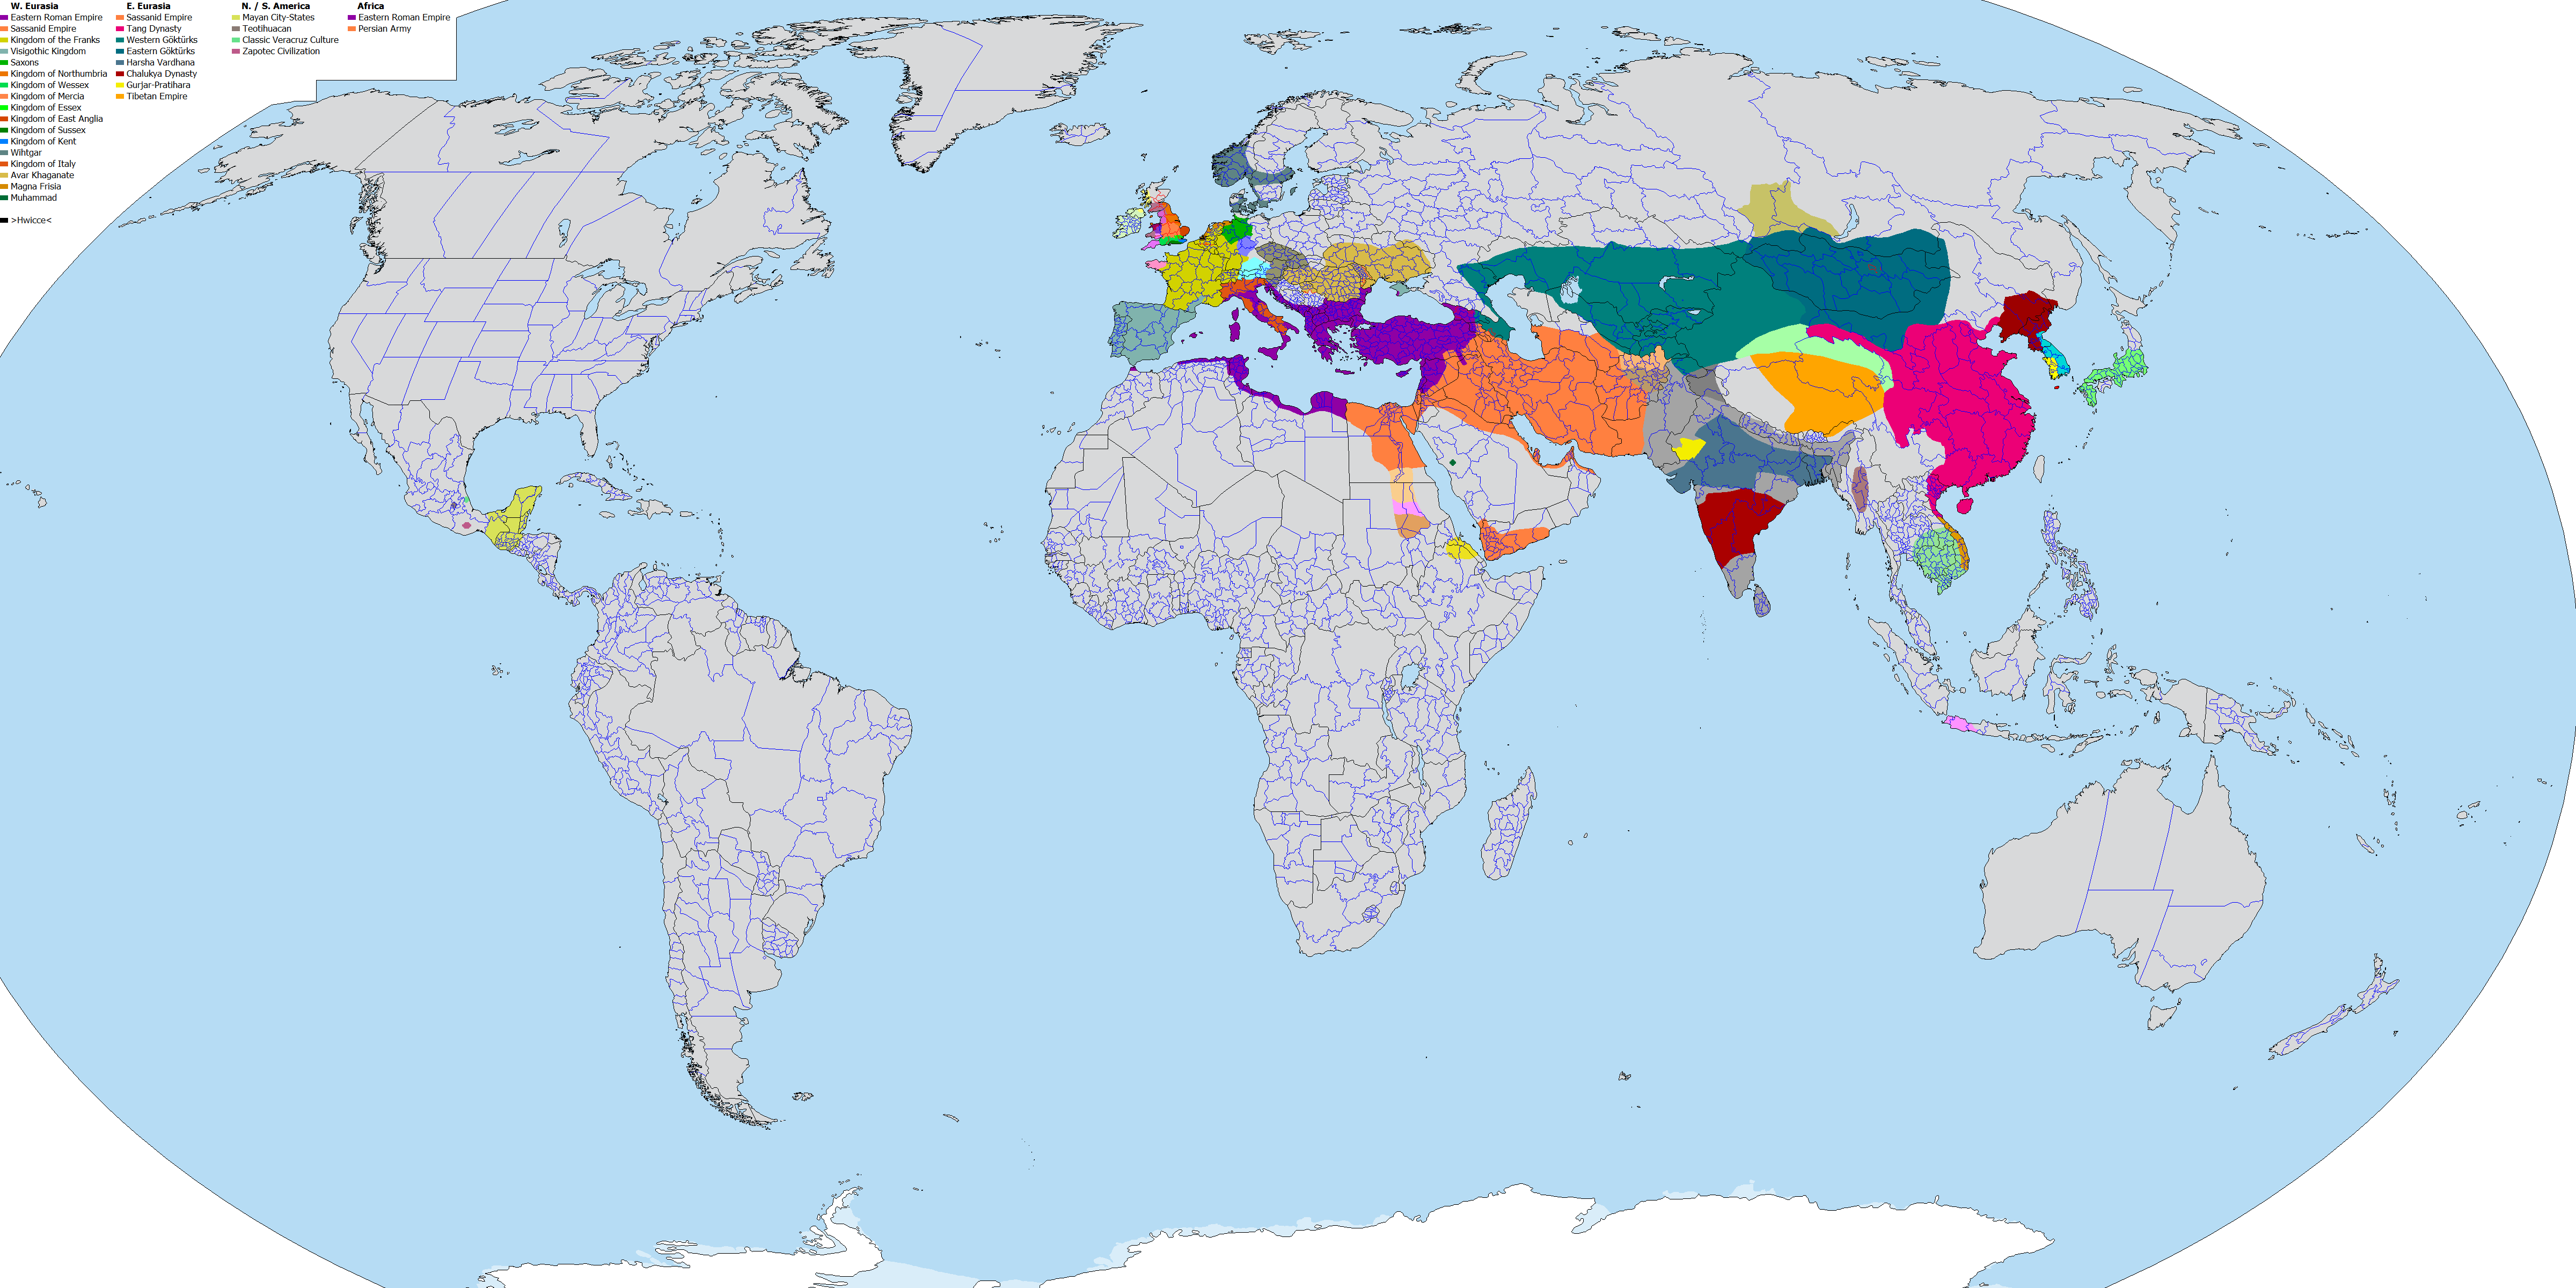 W. Eurasia
Eastern Roman Empire
Sassanid Empire
Kingdom of the Franks
Visigothic Kingdom
Saxons
Kingdom of Northumbria
Kingdom of Wessex
Kingdom of Mercia
Kingdom of Essex
Kingdom of East Anglia
Kingdom of Sussex
Kingdom of Kent
Wihtgar
Kingdom of Italy
Avar Khaganate
Magna Frisia
Muhammad
>Hwicce<
E. Eurasia
Sassanid Empire
Tang Dynasty
Western Göktürks
Eastern Göktürks
Harsha Vardhana
Chalukya Dynasty
Gurjar-Pratihara
Tibetan Empire
N. / S. America
Mayan City-States
Teotihuacan
Classic Veracruz Culture
Zapotec Civilization
Africa
Eastern Roman Empire
Persian Army